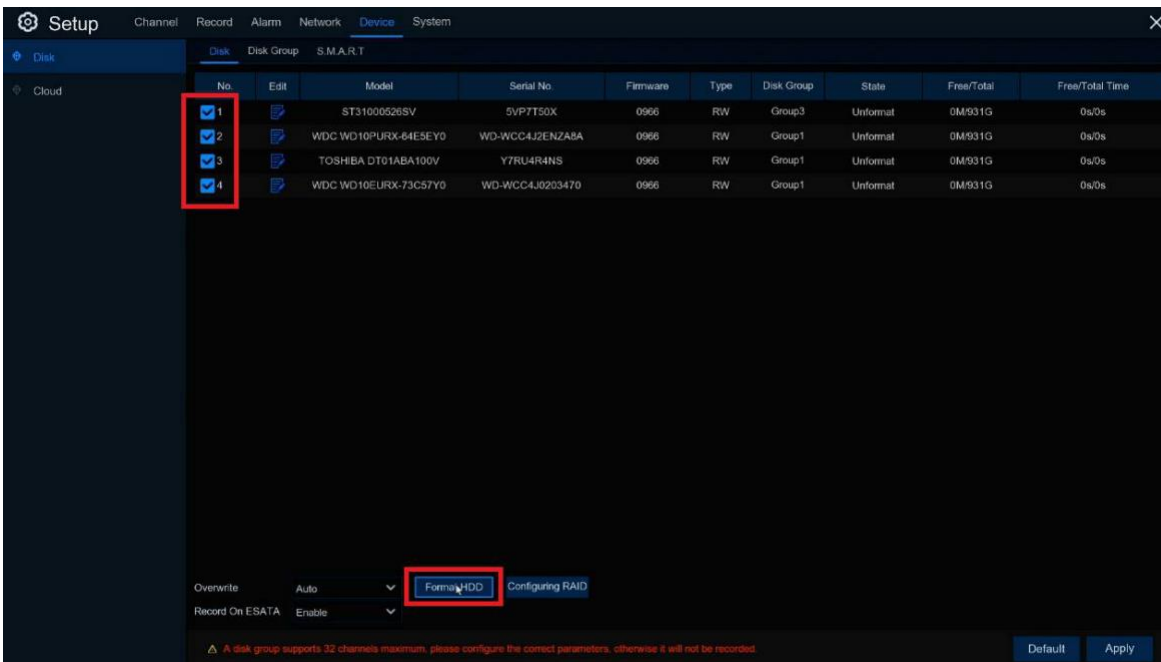 Setup Channel Record Alarm Network Device System
Disk Disk Disk Group S.M.A.R.T
Cloud
No. Edit Model Serial No. Firmware Type Disk Group State Free/Total Free/Total Time
1 ST31000526SV 5VP7T50X 0966 RW Group3 Unformat 0M/931G 0s/0s
2 WDC WD10PURX-64E5EY0 WD-WCC4J2ENZA8A 0966 RW Group1 Unformat 0M/931G 0s/0s
3 TOSHIBA DT01ABA100V Y7RU4R4NS 0966 RW Group1 Unformat 0M/931G 0s/0s
4 WDC WD10EURX-73C57Y0 WD-WCC4J0203470 0966 RW Group1 Unformat 0M/931G 0s/0s
Overwrite Auto Format HDD Configuring RAID
Record On ESATA Enable
A disk group supports 32 channels maximum, please configure the correct parameters, otherwise it will not be recorded.
Default Apply